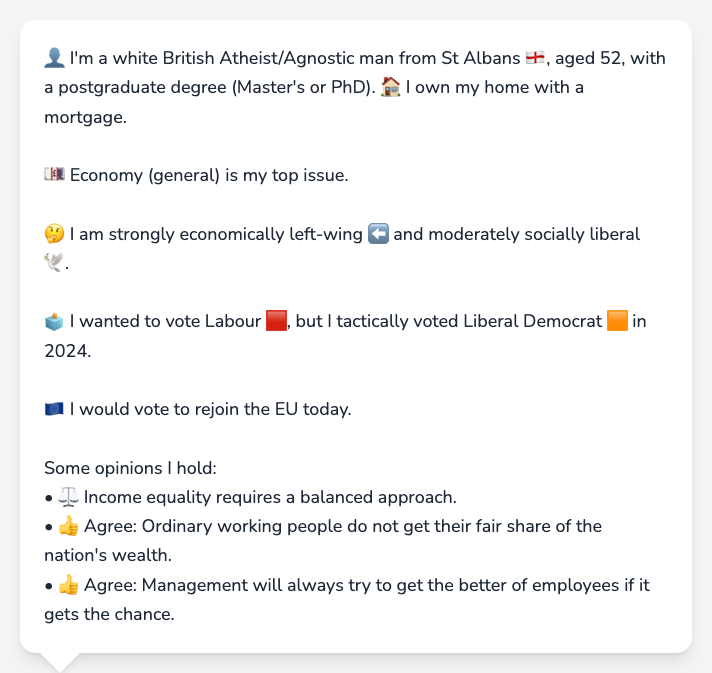 👤 I'm a white British Atheist/Agnostic man from St Albans 🏴󠁧󠁢󠁥󠁮󠁧󠁿, aged 52, with
a postgraduate degree (Master's or PhD). 🏠 I own my home with a
mortgage.
💷 Economy (general) is my top issue.
🤔 I am strongly economically left-wing ⬅️ and moderately socially liberal
🕊️.
🗳️ I wanted to vote Labour 🟥, but I tactically voted Liberal Democrat 🟧 in
2024.
🇪🇺 I would vote to rejoin the EU today.
Some opinions I hold:
• ⚖️ Income equality requires a balanced approach.
• 👍 Agree: Ordinary working people do not get their fair share of the
nation's wealth.
• 👍 Agree: Management will always try to get the better of employees if it
gets the chance.